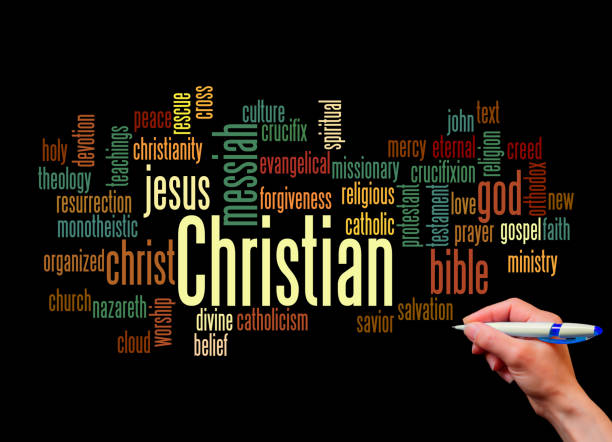 rescue
cross
peace
culture
crucifix
spiritual
john
text
holy
devotion
teachings
christianity
messiah
evangelical
missionary
mercy
eternal
crucifixion
religion
creed
theology
resurrection
jesus
forgiveness
religious
catholic
protestant
testament
love
god
orthodox
new
monotheistic
prayer
gospel
faith
organized
christ
Christian
bible
ministry
church
nazareth
worship
divine
catholicism
savior
salvation
cloud
belief